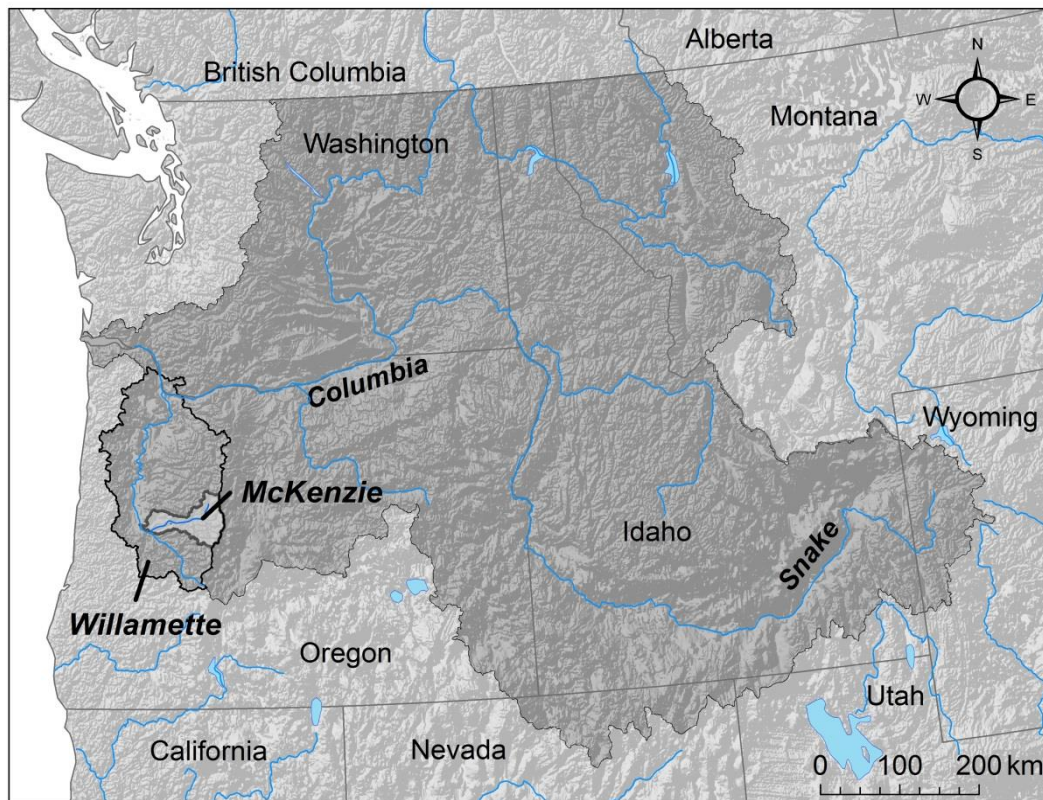 Alberta
British Columbia
N
W E
S
Montana
Washington
Columbia
Wyoming
McKenzie
Idaho
Snake
Willamette
Oregon
Utah
California
Nevada
0 100 200 km